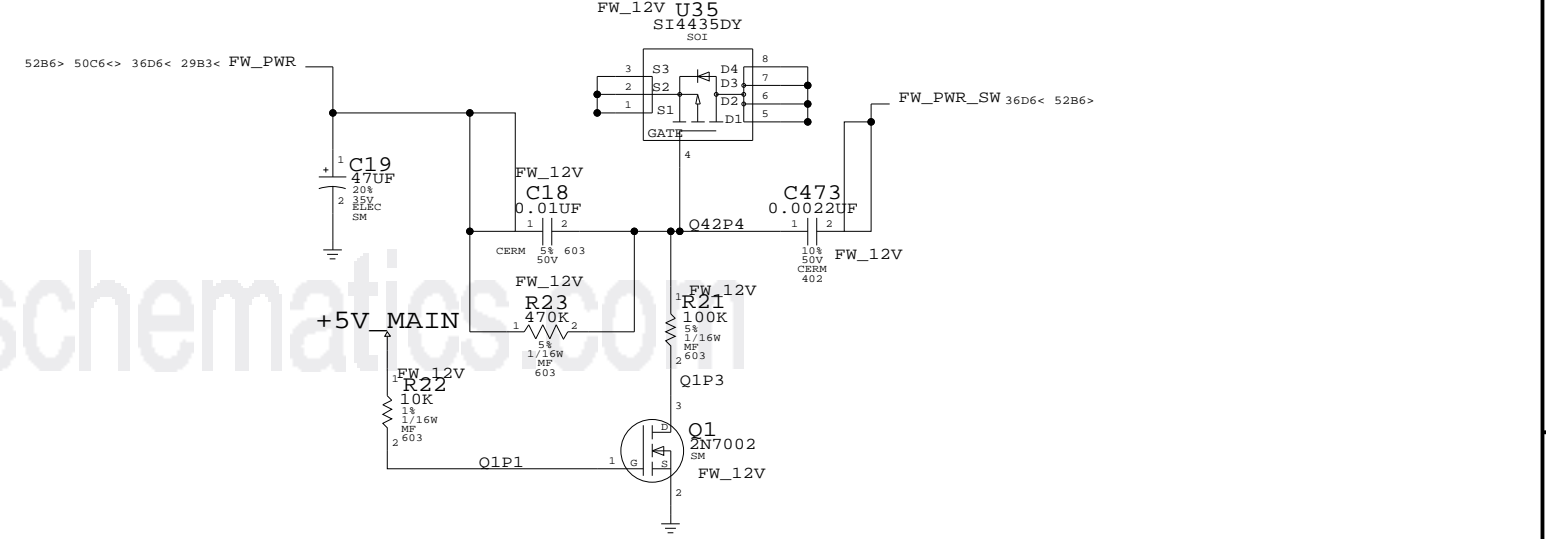 FW_12V U35
SI4435DY
SOI
52B6> 50C6<> 36D6< 29B3< FW_PWR
3 S3 D4 8
D3 7
2 S2
D2 6
1 S1
D1 5
GATE
4
FW_PWR_SW 36D6< 52B6>
1 C19
+ 47UF
20%
2 35V
ELEC
SM
FW_12V
C18
0.01UF
1 2
CERM 5% 603
50V
Q42P4
C473
0.0022UF
1 2
10%
50V
CERM
402
FW_12V
FW_12V
R23
470K
1 2
5%
1/16W
MF
603
1 FW_12V
R21
100K
5%
1/16W
MF
2 603
+5V_MAIN
1 FW_12V
R22
10K
1%
1/16W
MF
2 603
Q1P3
3
D Q1
2N7002
SM
Q1P1 1 G S
FW_12V
2
schematics.com